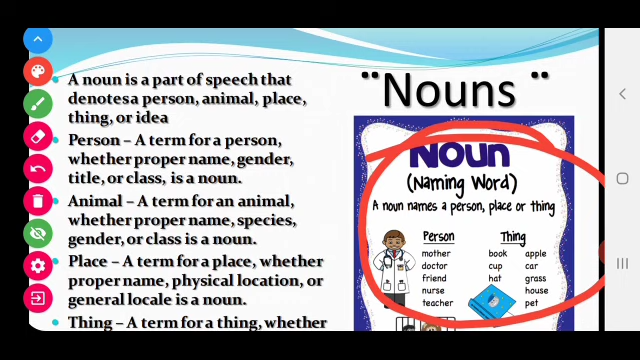 A noun is a part of speech that
denotes a person, animal, place,
thing, or idea
Person – A term for a person,
whether proper name, gender,
title, or class, is a noun.
Animal – A term for an animal,
whether proper name, species,
gender, or class is a noun.
Place – A term for a place, whether
proper name, physical location, or
general locale is a noun.
Thing – A term for a thing, whether
¨Nouns ¨
Noun
(Naming Word)
A noun names a person, place or thing
Person
mother
doctor
friend
nurse
teacher
Thing
book apple
cup car
hat grass
house
pet